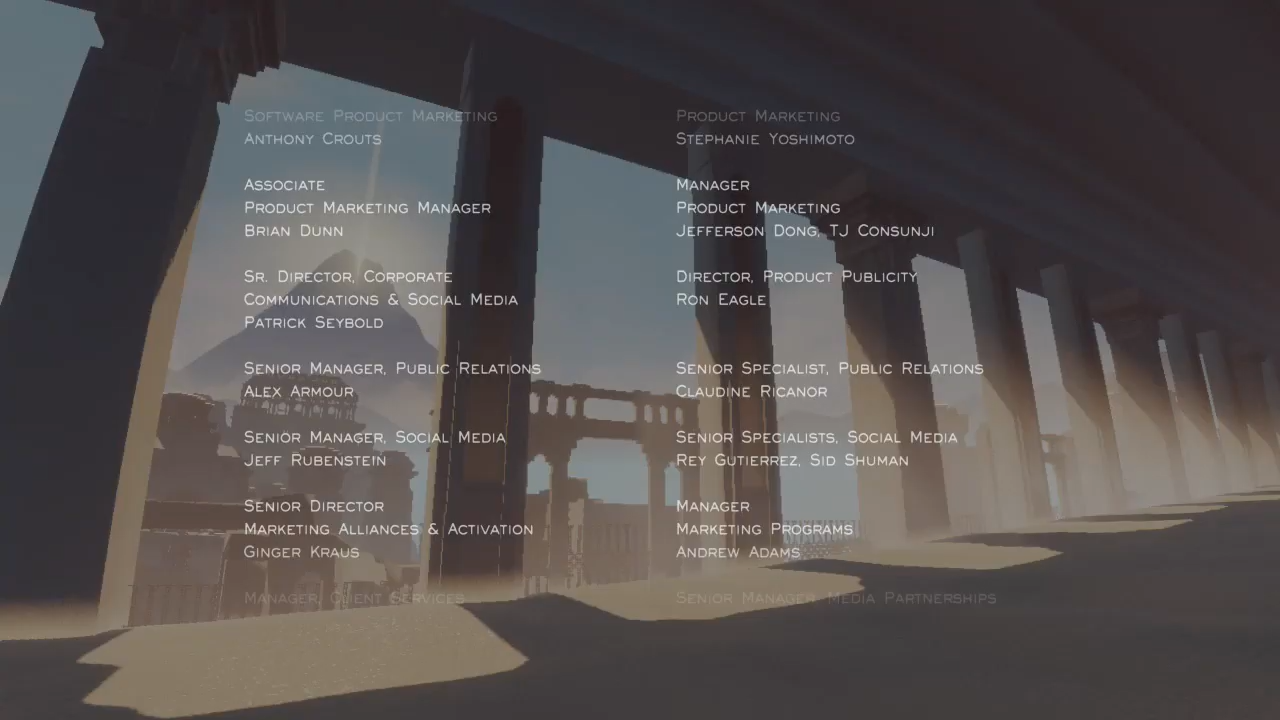 Software Product Marketing
Anthony Crouts
Associate
Product Marketing Manager
Brian Dunn
Sr. Director, Corporate
Communications & Social Media
Patrick Seybold
Senior Manager, Public Relations
Alex Armour
Senior Manager, Social Media
Jeff Rubenstein
Senior Director
Marketing Alliances & Activation
Ginger Kraus
Manager, Client Services
Product Marketing
Stephanie Yoshimoto
Manager
Product Marketing
Jefferson Dong, TJ Consunji
Director, Product Publicity
Ron Eagle
Senior Specialist, Public Relations
Claudine Ricanor
Senior Specialists, Social Media
Rey Gutierrez, Sid Shuman
Manager
Marketing Programs
Andrew Adams
Senior Manager, Media Partnerships